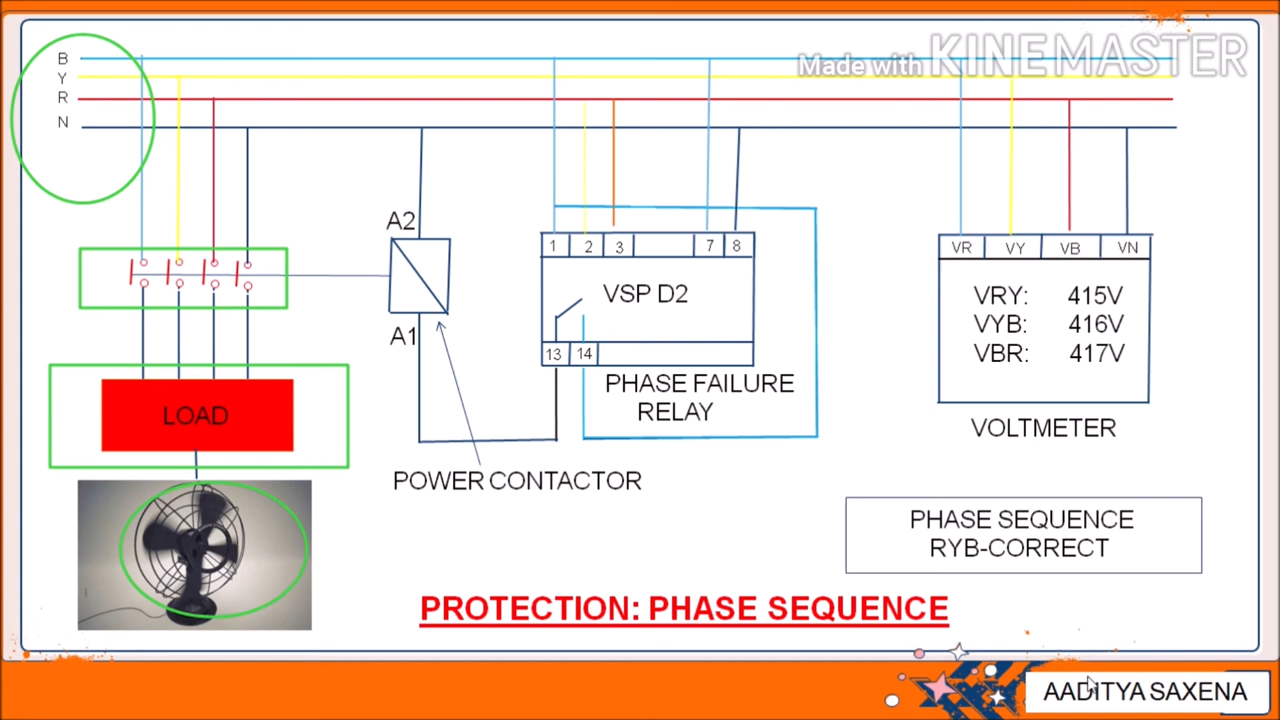 Made with KINEMASTER
B
Y
R
N
A2
A1
1 2 3 7 8
VSP D2
13 14
PHASE FAILURE
RELAY
VR VY VB VN
VRY: 415V
VYB: 416V
VBR: 417V
VOLTMETER
LOAD
POWER CONTACTOR
PHASE SEQUENCE
RYB-CORRECT
PROTECTION: PHASE SEQUENCE
AADITYA SAXENA